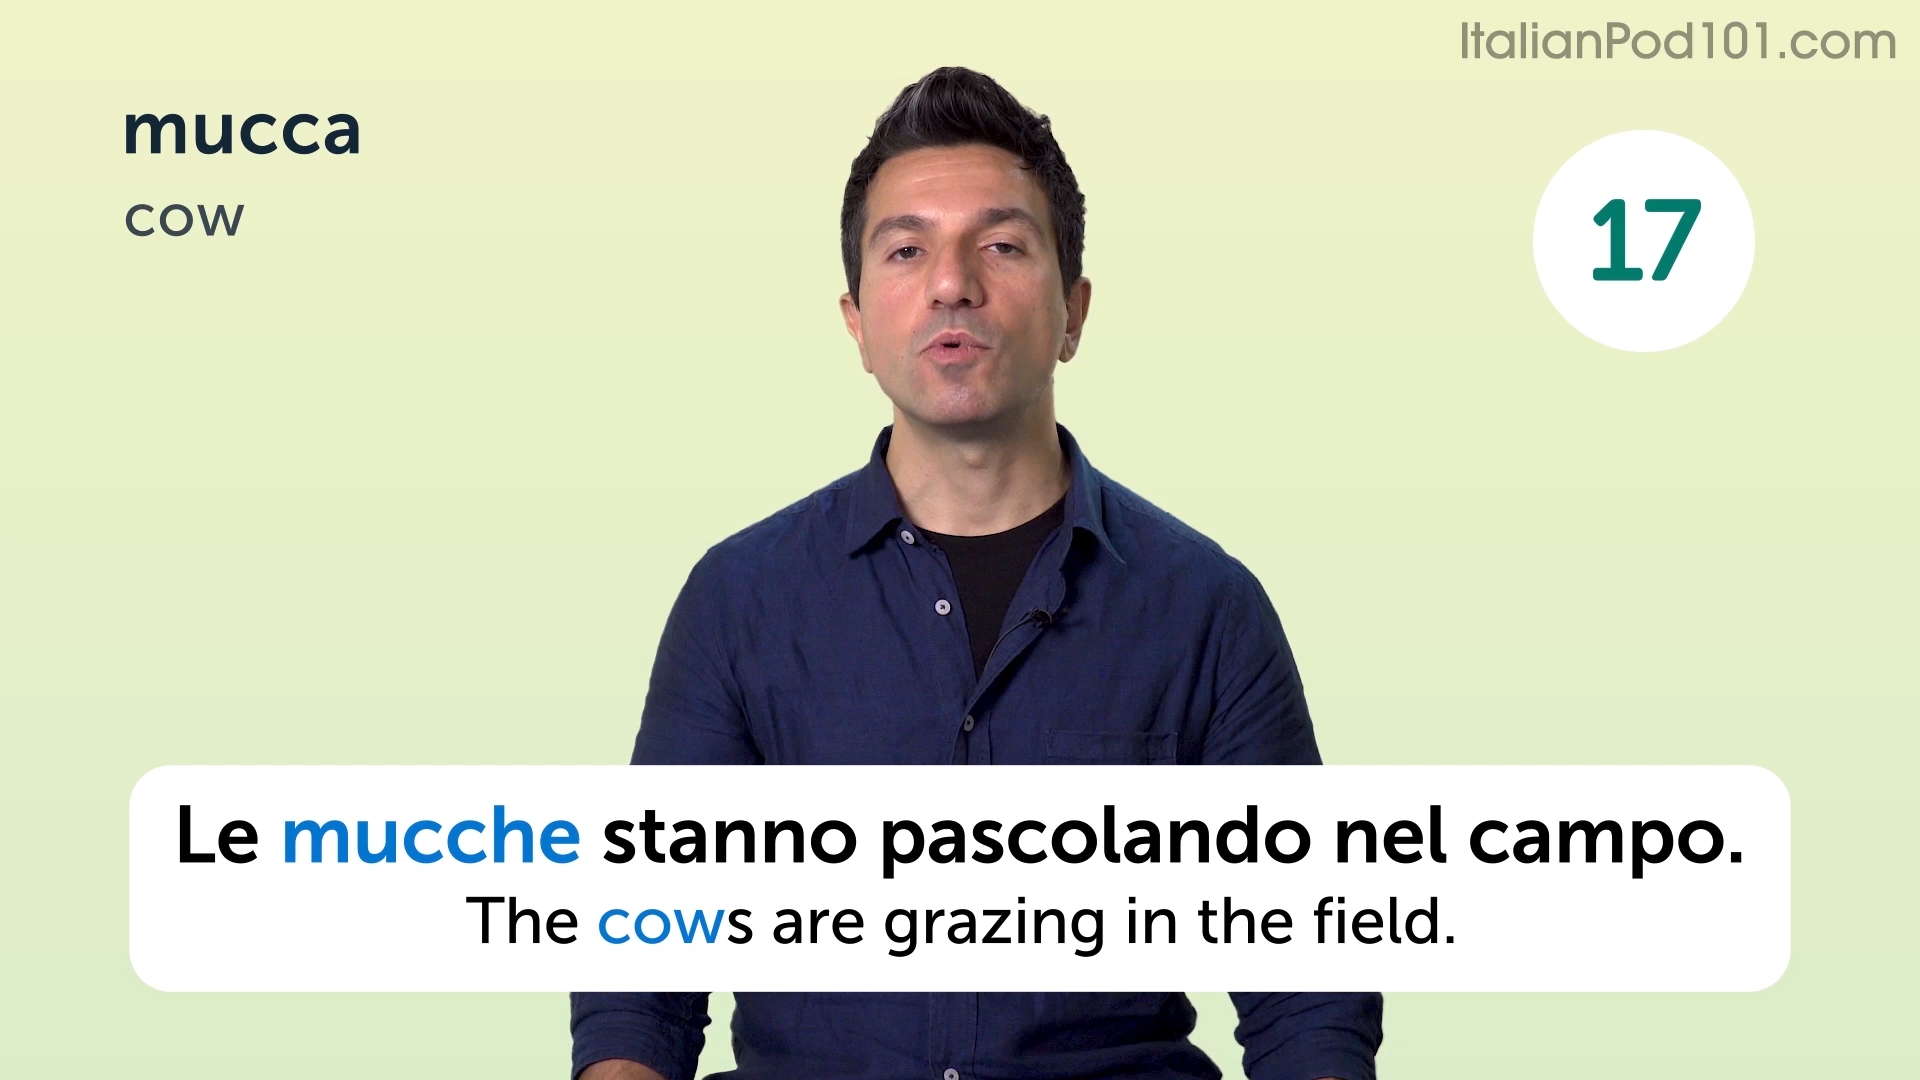 ItalianPod101.com
mucca
cow
17
Le mucche stanno pascolando nel campo.
The cows are grazing in the field.